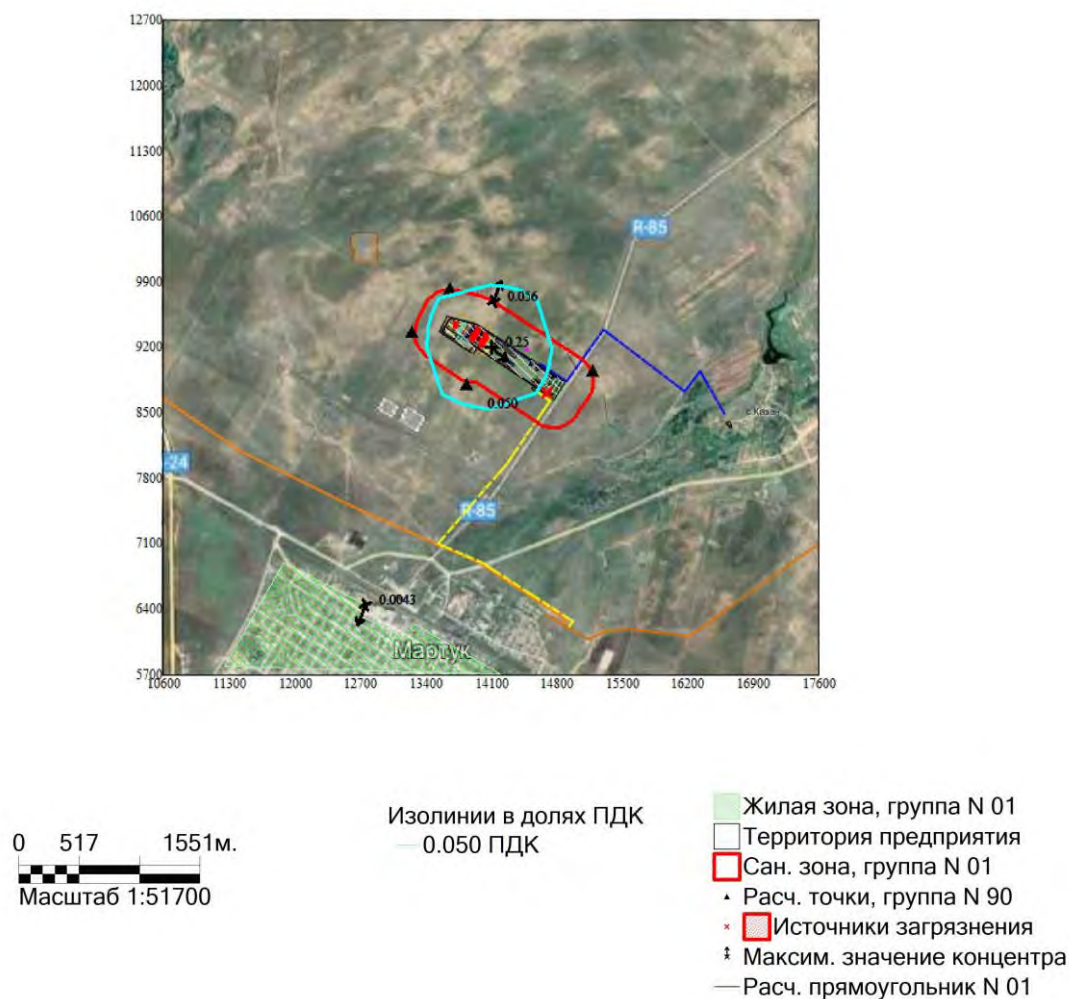 12700
12000
11300
10600
R-85
9900
0.056
9200
0.25
8500
0.050
с. Казан
-24
7800
R-85
7100
6400
0.0043
Мартук
5700
10600 11300 12000 12700 13400 14100 14800 15500 16200 16900 17600
0 517 1551м.
Масштаб 1:51700
Изолинии в долях ПДК
0.050 ПДК
Жилая зона, группа N 01
Территория предприятия
Сан. зона, группа N 01
Расч. точки, группа N 90
Источники загрязнения
Максим. значение концентра
Расч. прямоугольник N 01